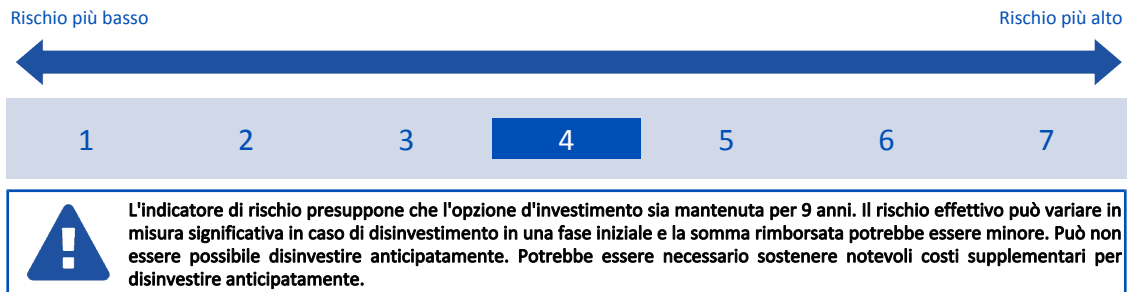 Rischio più basso Rischio più alto
1 2 3 4 5 6 7
L'indicatore di rischio presuppone che l'opzione d'investimento sia mantenuta per 9 anni. Il rischio effettivo può variare in
misura significativa in caso di disinvestimento in una fase iniziale e la somma rimborsata potrebbe essere minore. Può non
essere possibile disinvestire anticipatamente. Potrebbe essere necessario sostenere notevoli costi supplementari per
disinvestire anticipatamente.